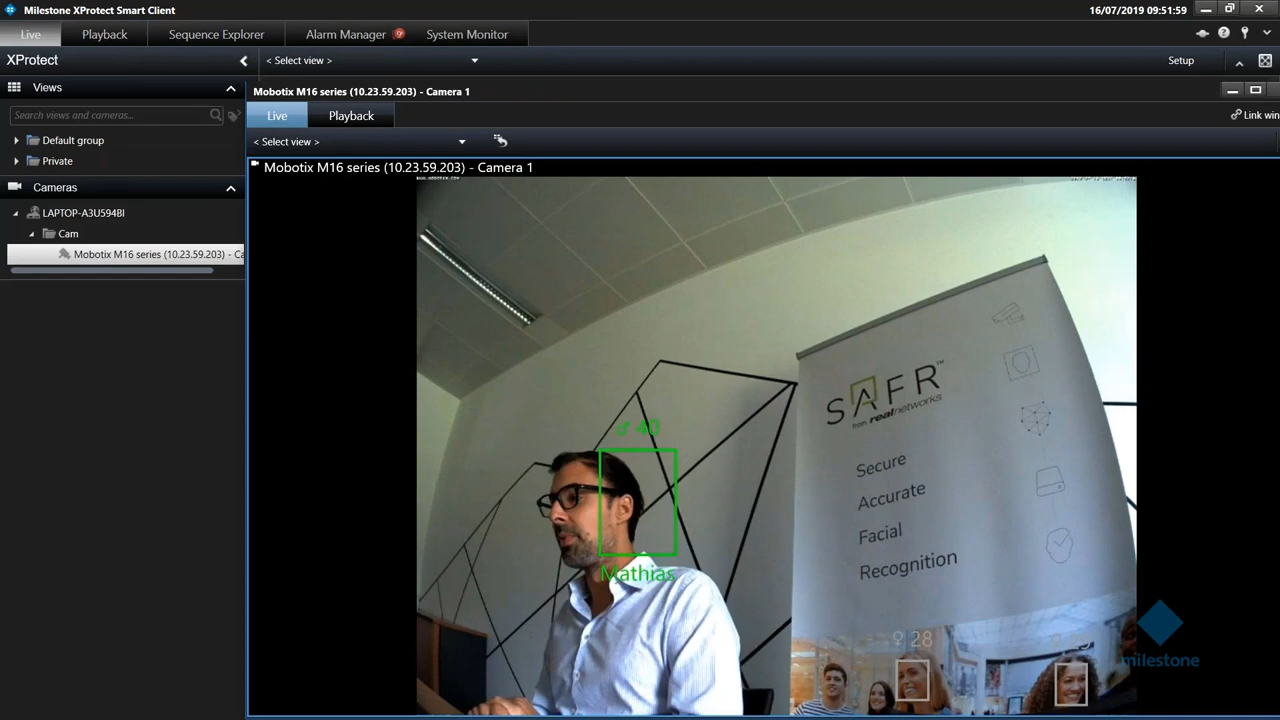 Milestone XProtect Smart Client
16/07/2019 09:51:59
Live
Playback
Sequence Explorer
Alarm Manager
System Monitor
XProtect
< Select view >
Setup
Views
Search views and cameras...
Default group
Private
Cameras
LAPTOP-A3U594BI
Cam
Mobotix M16 series (10.23.59.203) - Ca
Mobotix M16 series (10.23.59.203) - Camera 1
Live
Playback
Link win
< Select view >
Mobotix M16 series (10.23.59.203) - Camera 1
www.mobotix.com
♂ 40
Mathias
SAFR™
from realnetworks
Secure
Accurate
Facial
Recognition
♀ 28
milestone